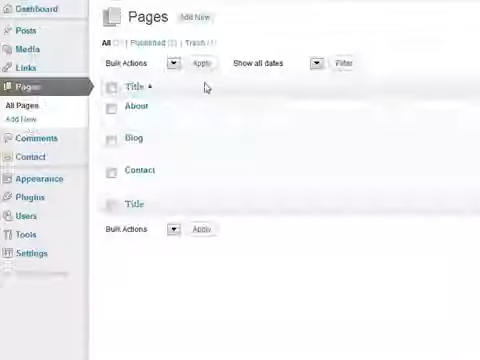 Dashboard
Posts
Media
Links
Pages
All Pages
Add New
Comments
Contact
Appearance
Plugins
Users
Tools
Settings
Pages Add New
All | Published | Trash
Bulk Actions Apply Show all dates Filter
Title
About
Blog
Contact
Title
Bulk Actions Apply